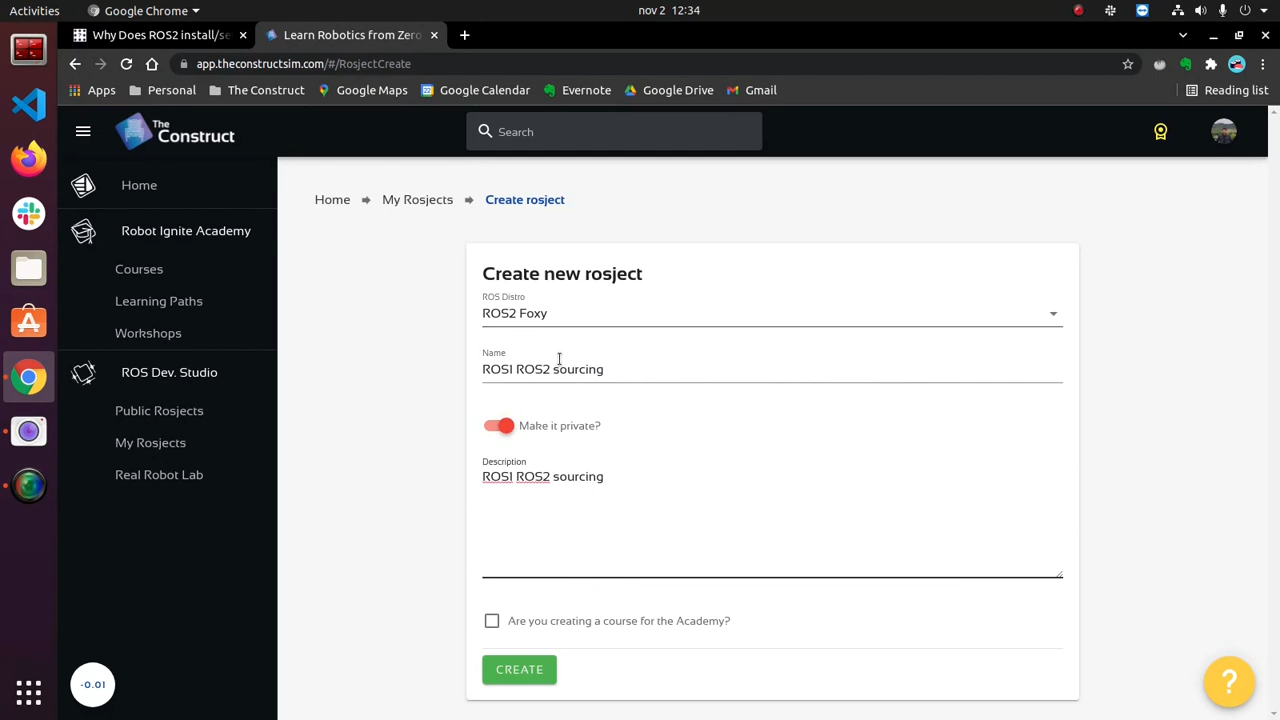 Activities
Google Chrome
nov 2 12:34
Why Does ROS2 install/se
Learn Robotics from Zero
app.theconstructsim.com/#/RosjectCreate
Apps
Personal
The Construct
Google Maps
Google Calendar
Evernote
Google Drive
Gmail
Reading list
The
Construct
Search
Home
Robot Ignite Academy
Courses
Learning Paths
Workshops
ROS Dev. Studio
Public Rosjects
My Rosjects
Real Robot Lab
Home
My Rosjects
Create rosject
Create new rosject
ROS Distro
ROS2 Foxy
Name
ROS1 ROS2 sourcing
Make it private?
Description
ROS1 ROS2 sourcing
Are you creating a course for the Academy?
CREATE
-0.01
?